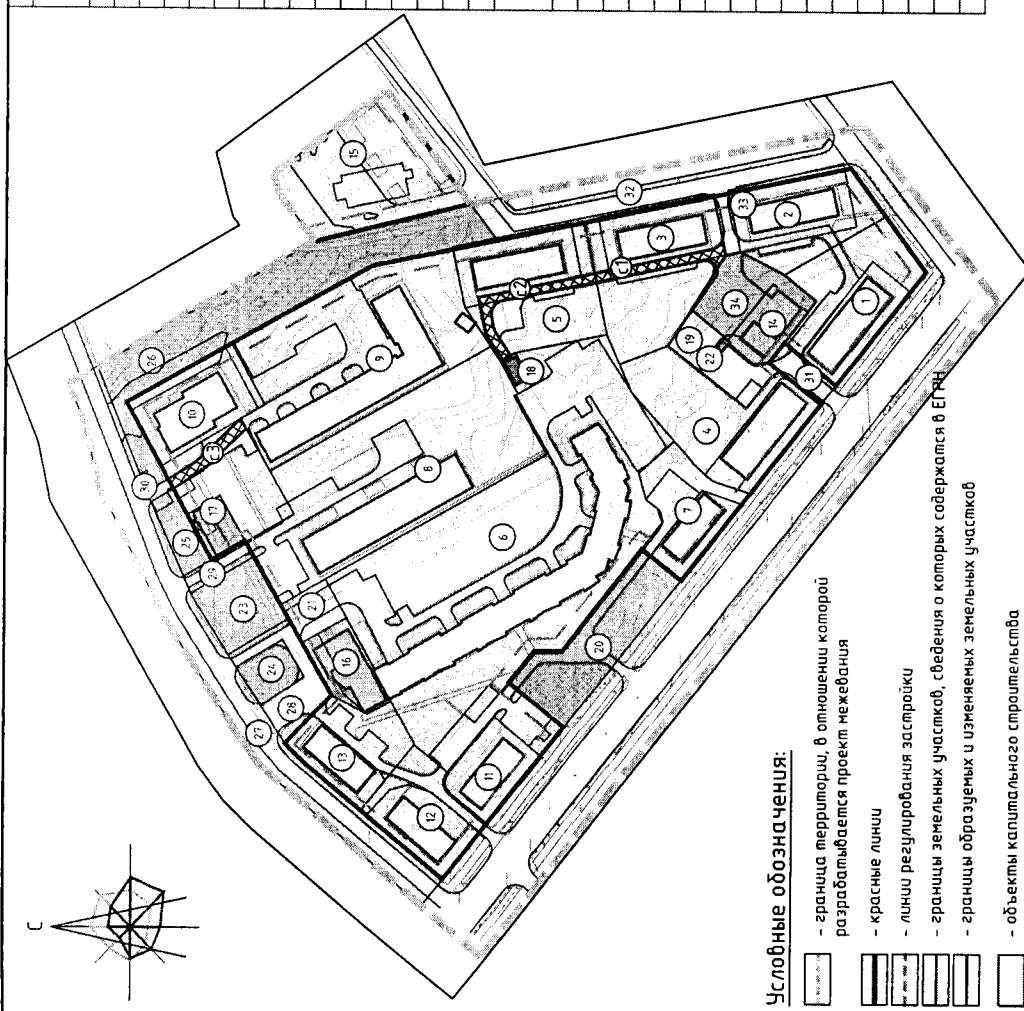 С
15
26
32
10
30
33
3
2
С3
9
С2
С1
17
5
34
25
19
14
1
8
18
22
29
23
31
21
6
4
24
16
7
28
27
20
13
11
12
Условные обозначения:
- граница территории, в отношении которой
разрабатывается проект межевания
- красные линии
- линии регулирования застройки
- границы земельных участков, сведения о которых содержатся в ЕГРН
- границы образуемых и изменяемых земельных участков
- объекты капитального строительства